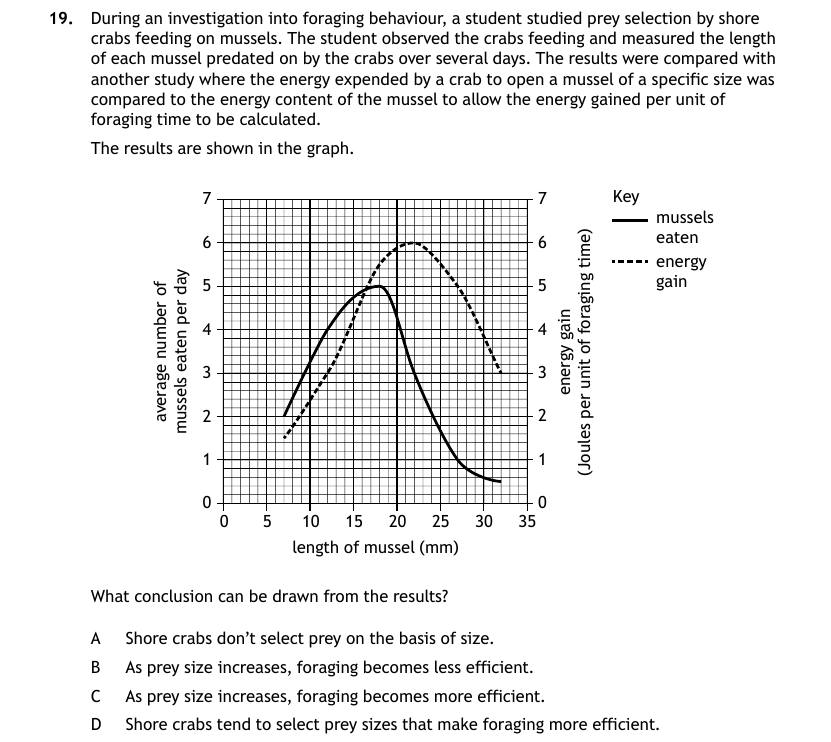 19. During an investigation into foraging behaviour, a student studied prey selection by shore
crabs feeding on mussels. The student observed the crabs feeding and measured the length
of each mussel predated on by the crabs over several days. The results were compared with
another study where the energy expended by a crab to open a mussel of a specific size was
compared to the energy content of the mussel to allow the energy gained per unit of
foraging time to be calculated.
The results are shown in the graph.
Key
mussels
eaten
energy
gain
average number of
mussels eaten per day
7
6
5
4
3
2
1
0
7
6
5
4
3
2
1
0
energy gain
(Joules per unit of foraging time)
0 5 10 15 20 25 30 35
length of mussel (mm)
What conclusion can be drawn from the results?
A Shore crabs don’t select prey on the basis of size.
B As prey size increases, foraging becomes less efficient.
C As prey size increases, foraging becomes more efficient.
D Shore crabs tend to select prey sizes that make foraging more efficient.